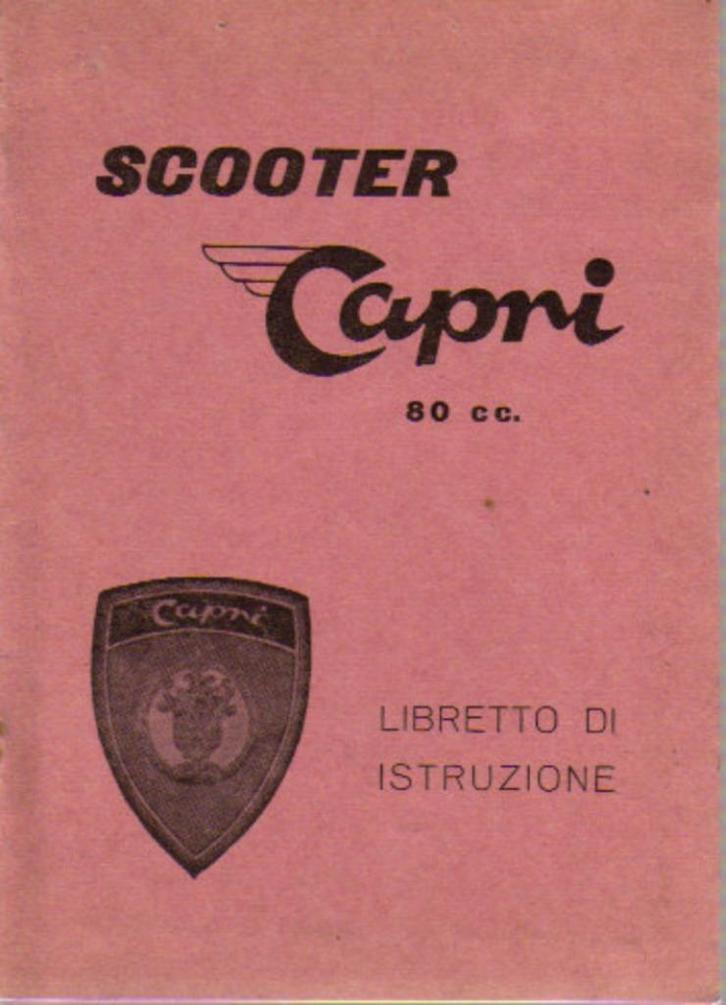 SCOOTER
Capri
80 cc.
Capri
LIBRETTO DI
ISTRUZIONE